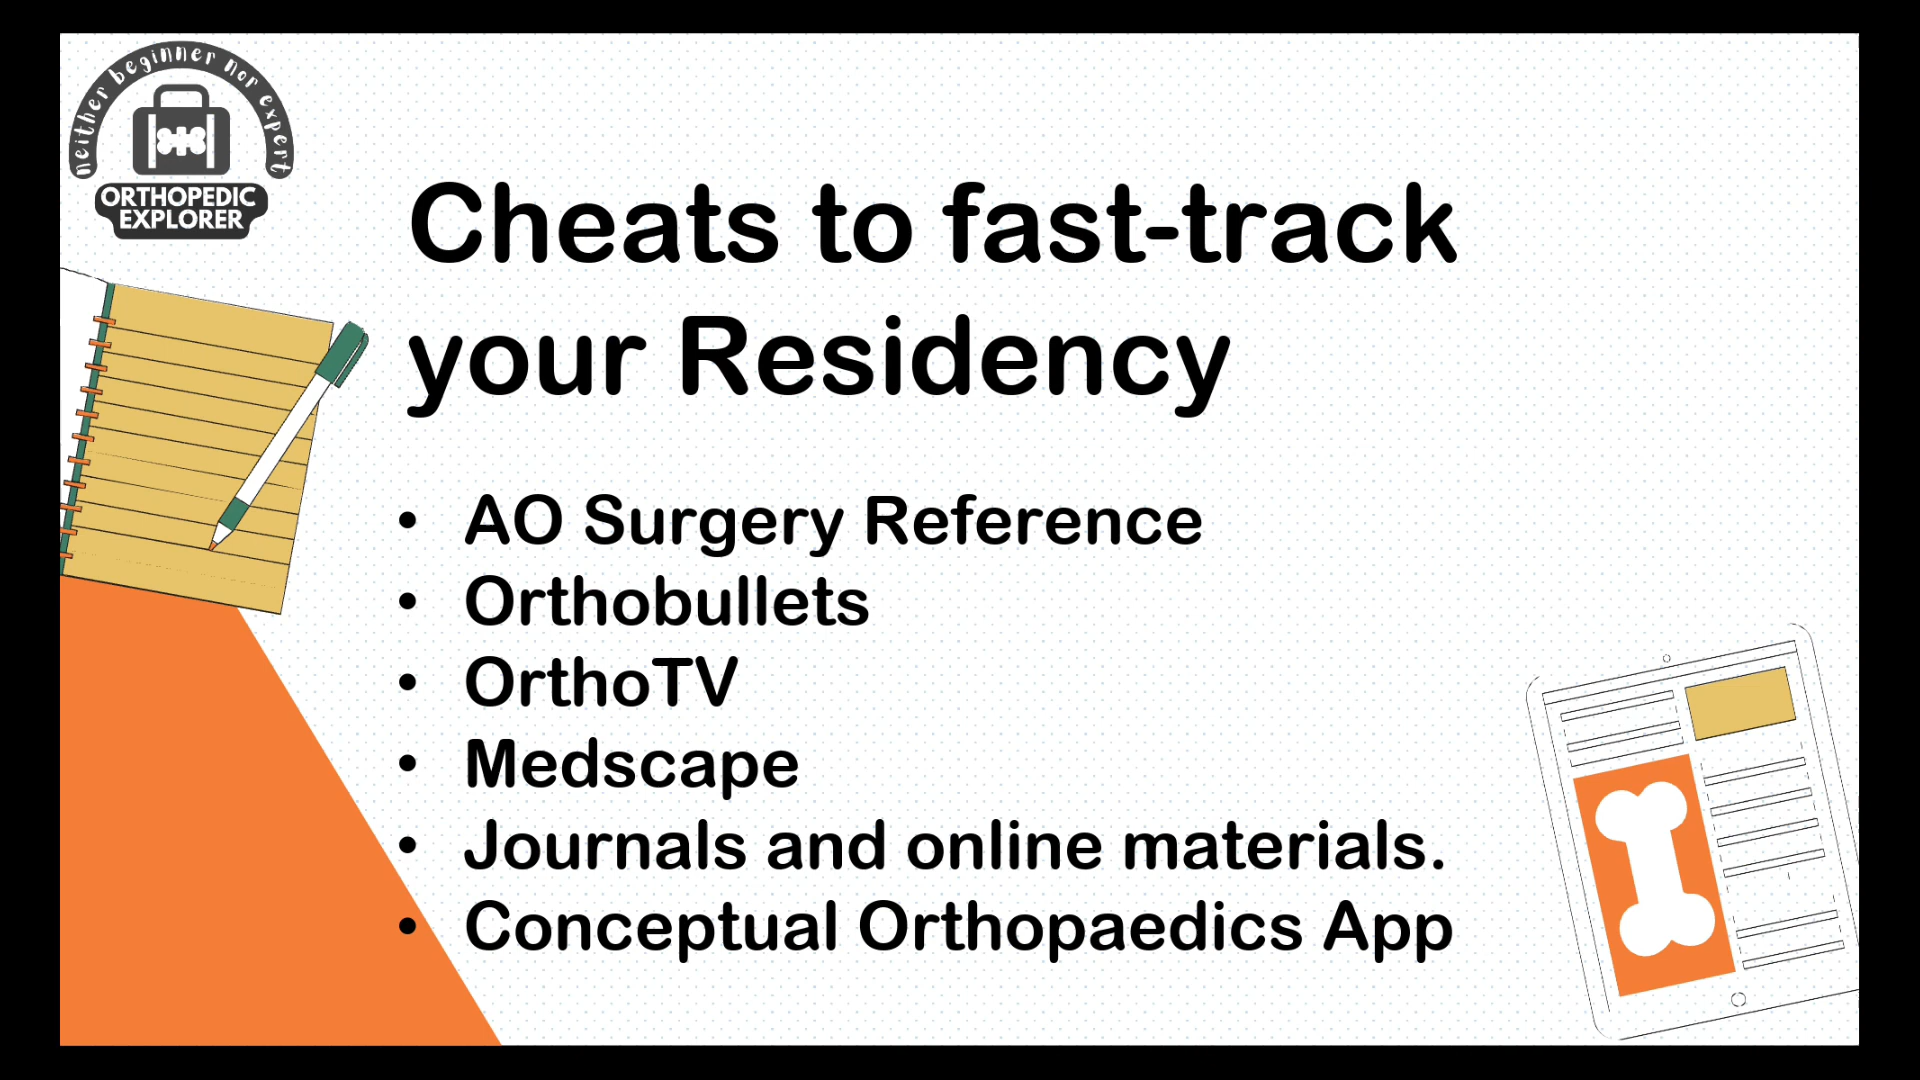 neither beginner nor expert
ORTHOPEDIC
EXPLORER
Cheats to fast-track
your Residency
• AO Surgery Reference
• Orthobullets
• OrthoTV
• Medscape
• Journals and online materials.
• Conceptual Orthopaedics App